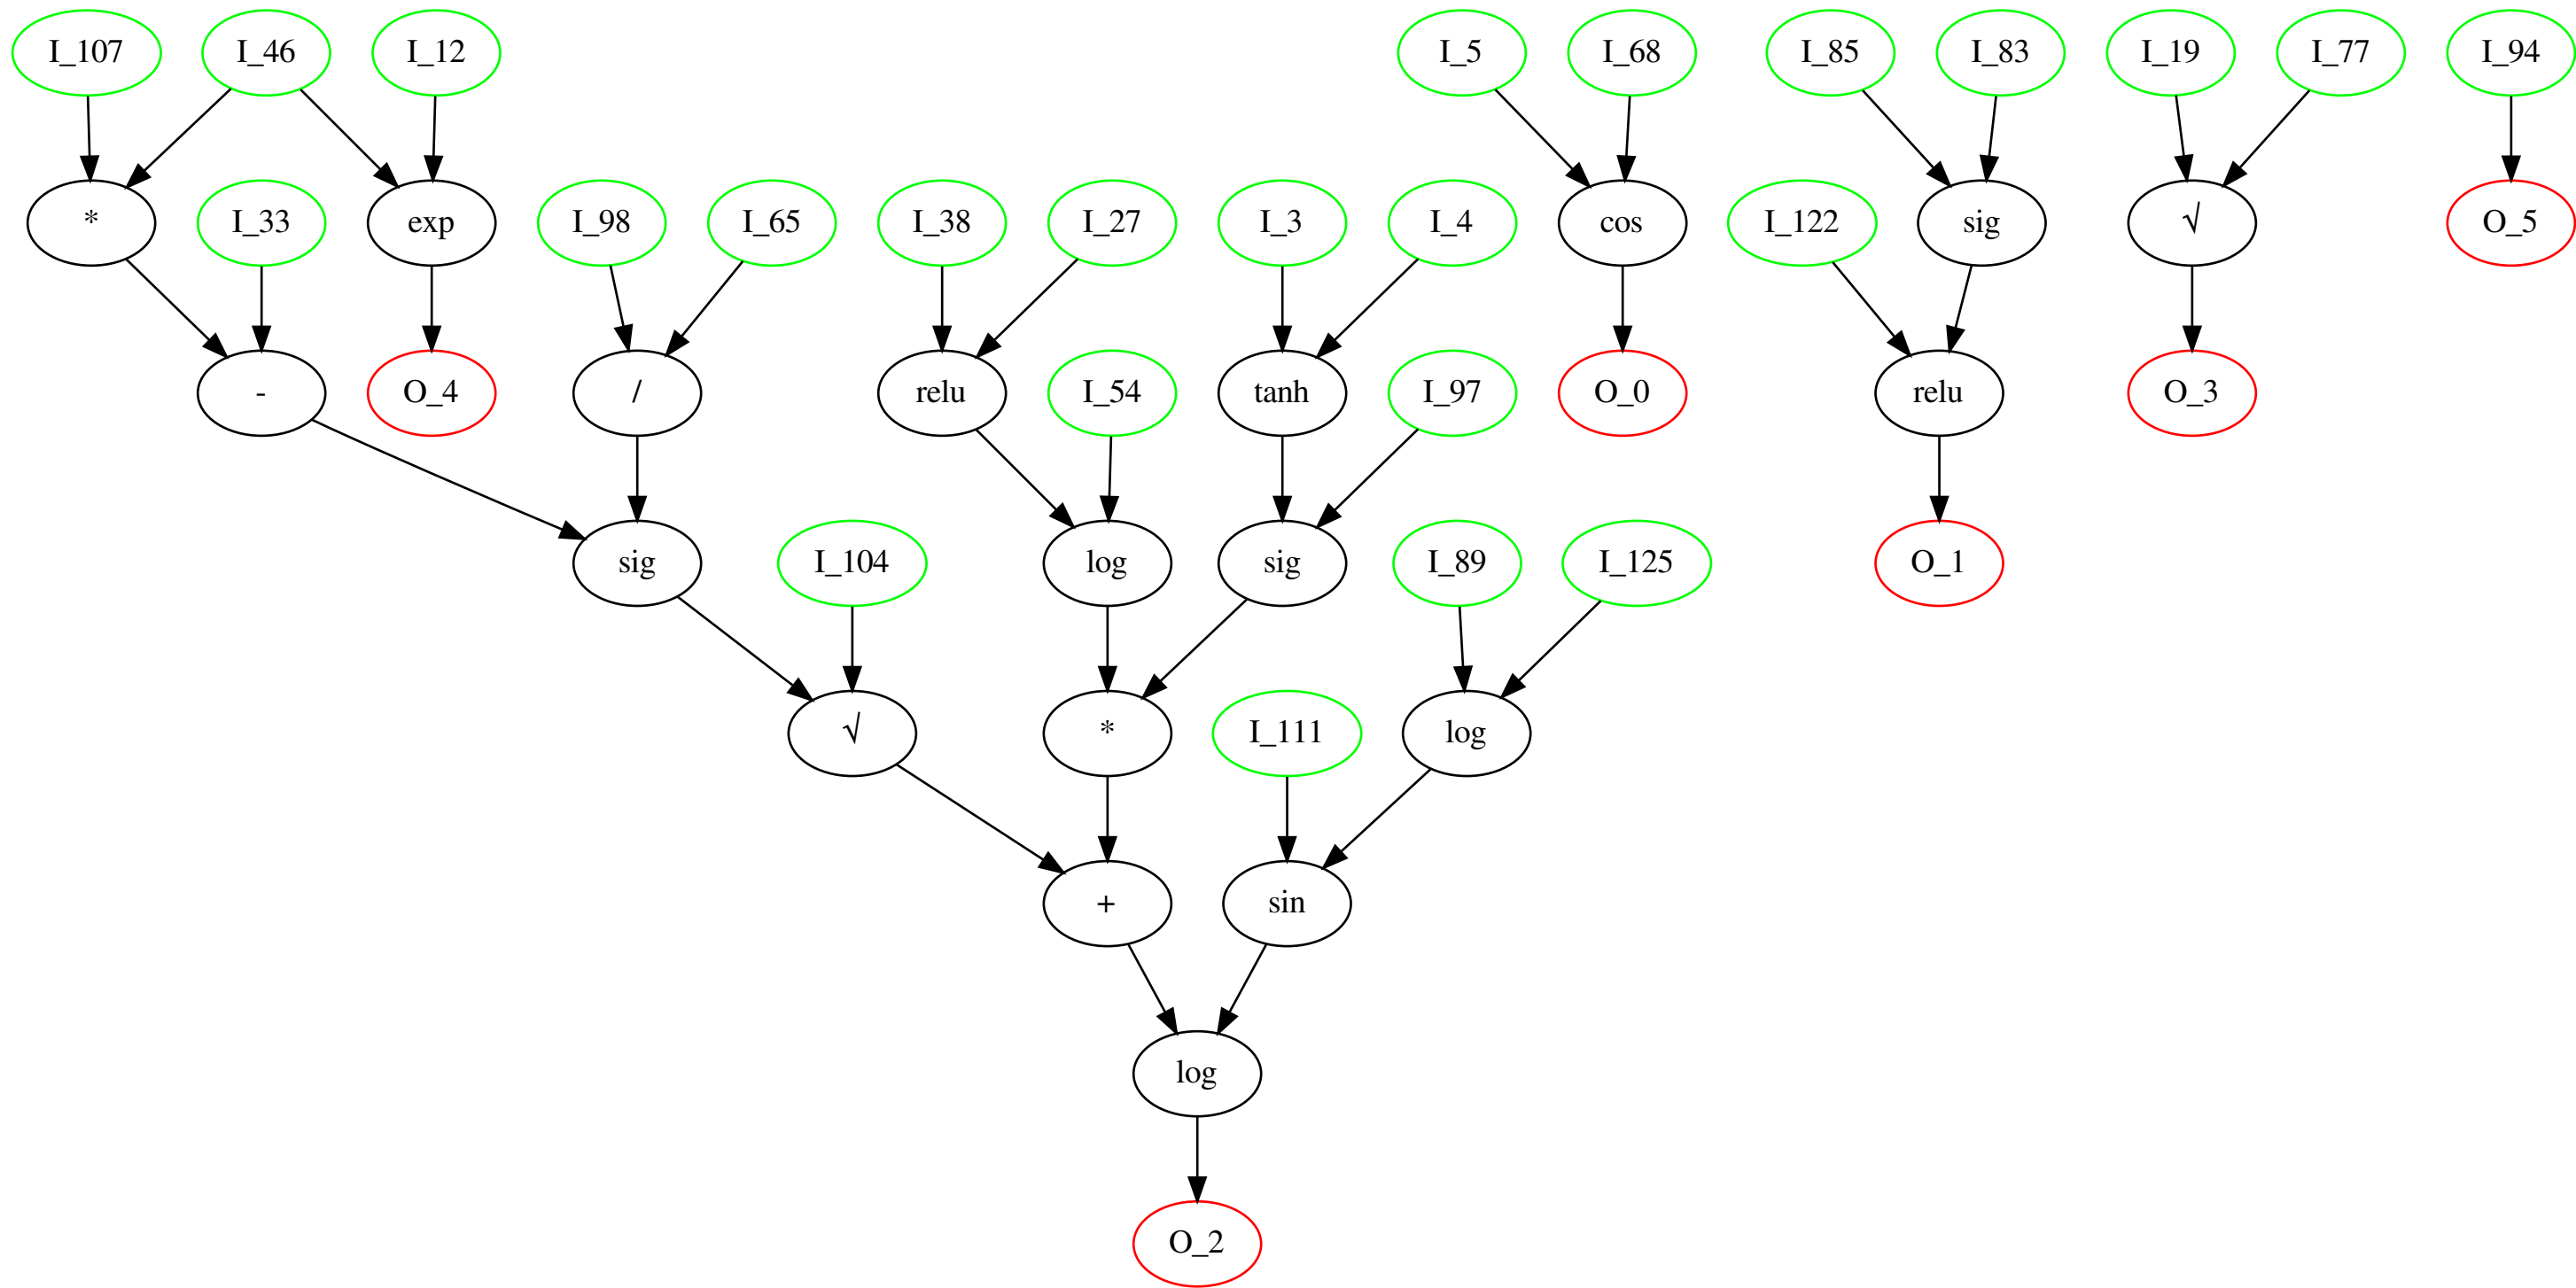 I_107 I_46 I_12 I_5 I_68 I_85 I_83 I_19 I_77 I_94
* I_33 exp I_98 I_65 I_38 I_27 I_3 I_4 cos I_122 sig √ O_5
- O_4 / relu I_54 tanh I_97 O_0 relu O_3
sig I_104 log sig I_89 I_125 O_1
√ * I_111 log
+ sin
log
O_2